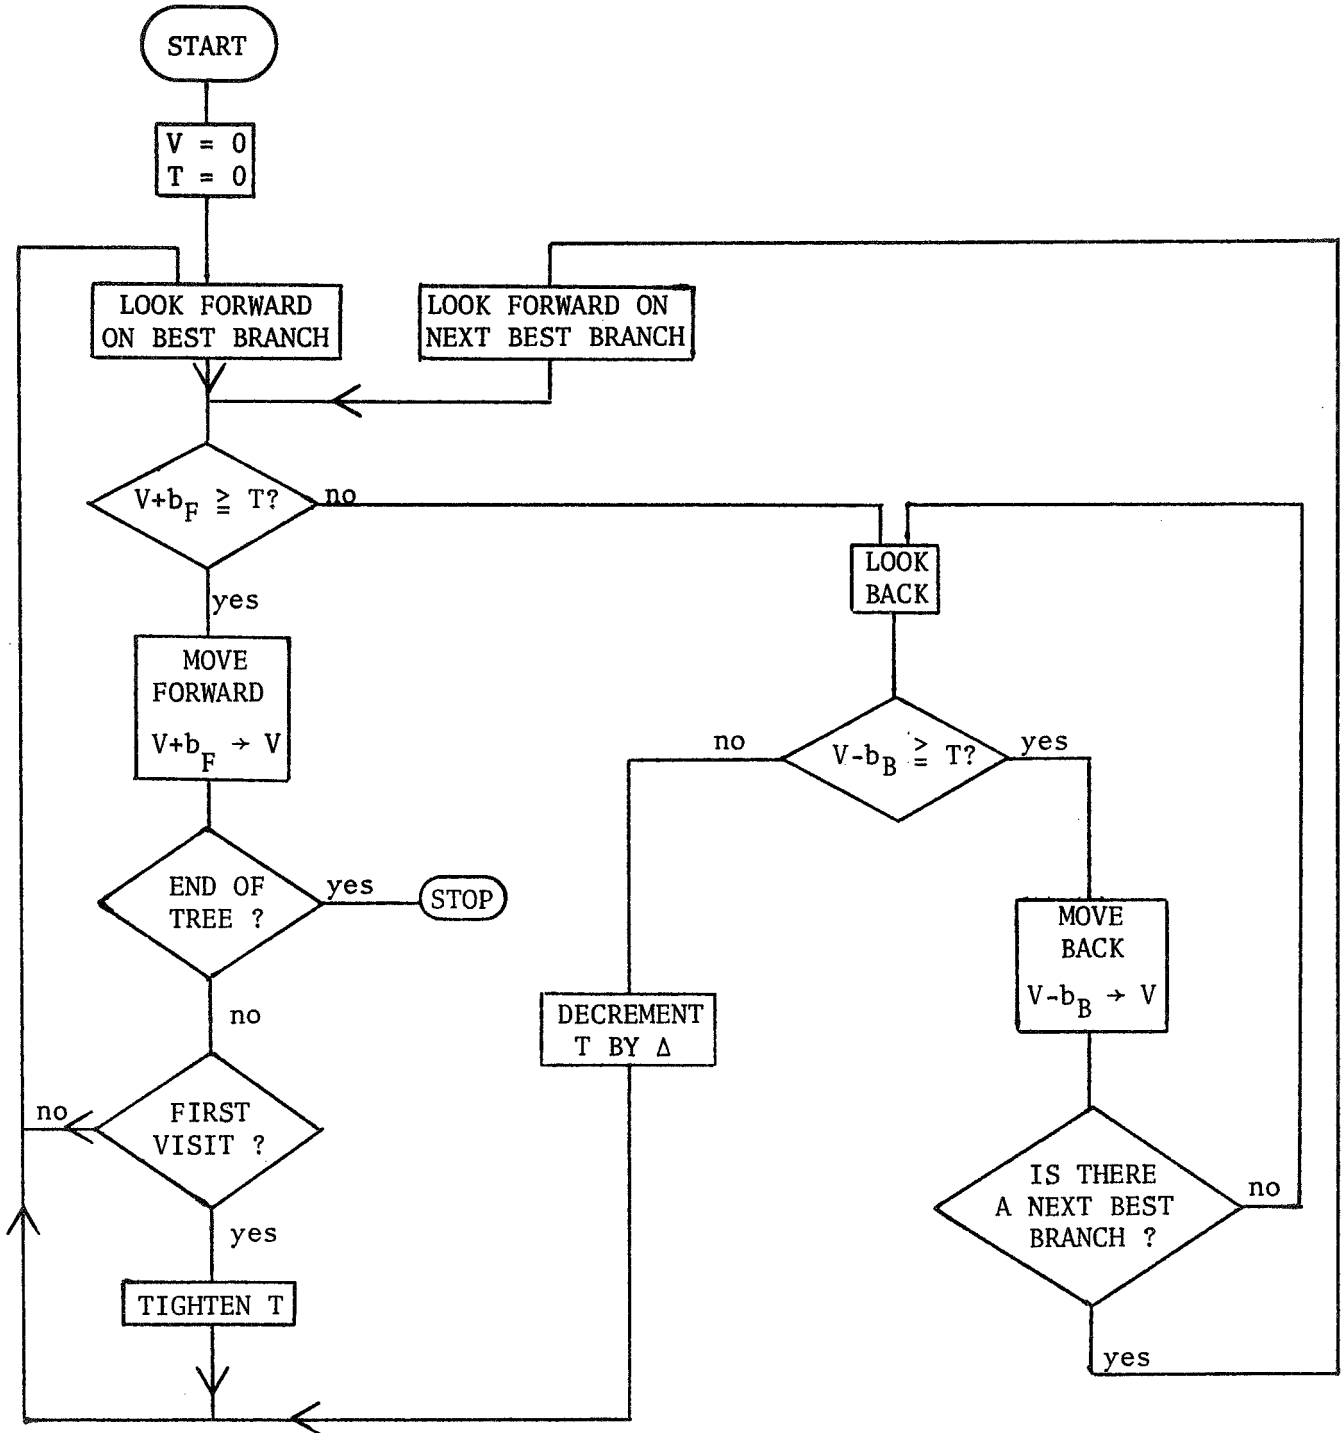 START
V = 0
T = 0
LOOK FORWARD
ON BEST BRANCH
LOOK FORWARD ON
NEXT BEST BRANCH
V+b_F ≧ T?
no
yes
LOOK
BACK
MOVE
FORWARD
V+b_F → V
no
V-b_B ≧ T?
yes
END OF
TREE ?
yes
STOP
MOVE
BACK
V-b_B → V
no
DECREMENT
T BY Δ
no
FIRST
VISIT ?
yes
IS THERE
A NEXT BEST
BRANCH ?
no
yes
TIGHTEN T